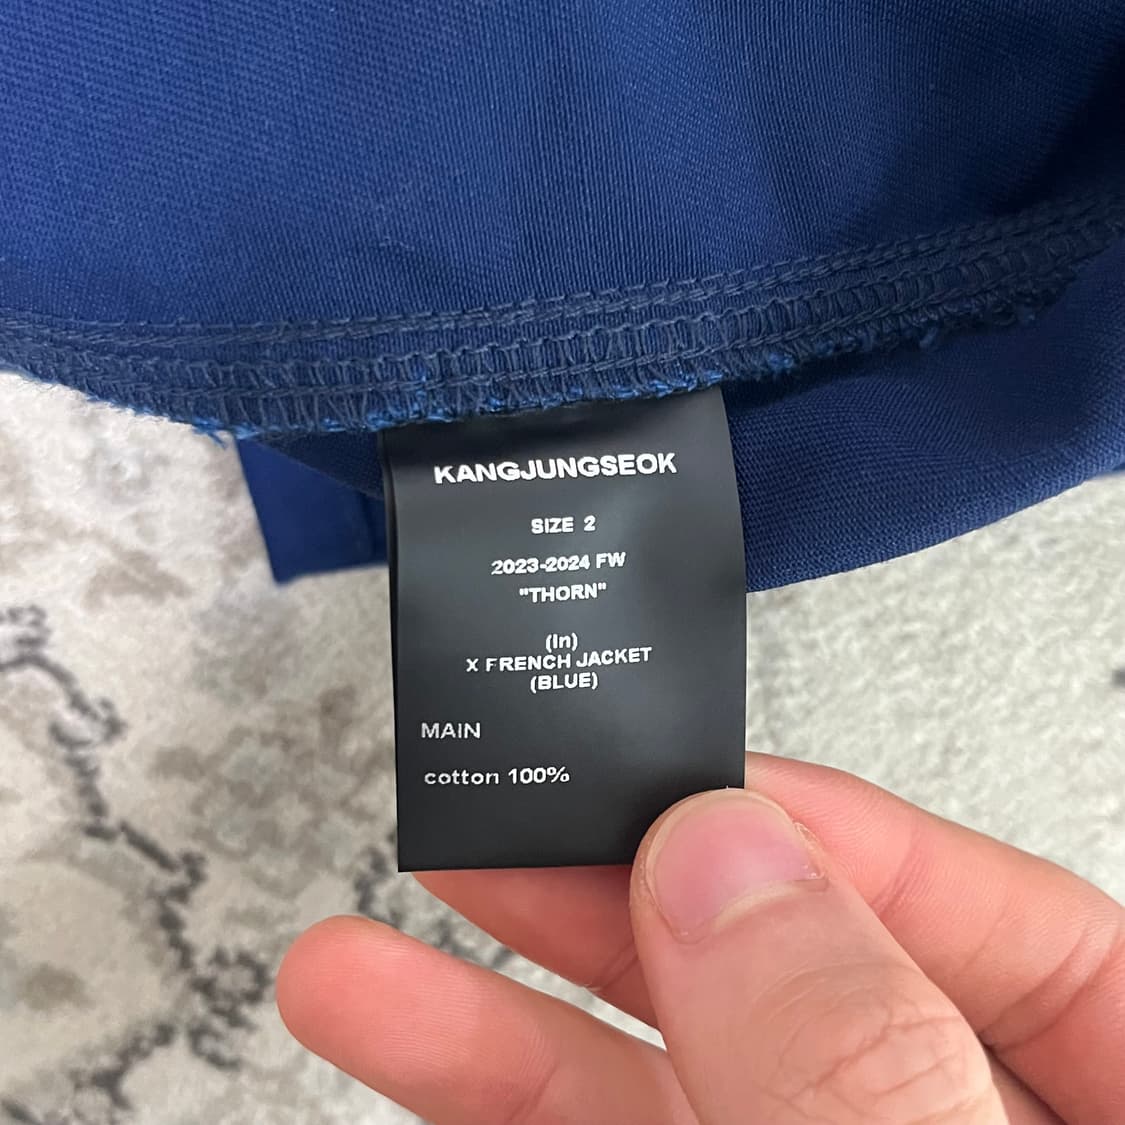 KANGJUNGSEOK
SIZE 2
2023-2024 FW
"THORN"
(In)
X FRENCH JACKET
(BLUE)
MAIN
cotton 100%